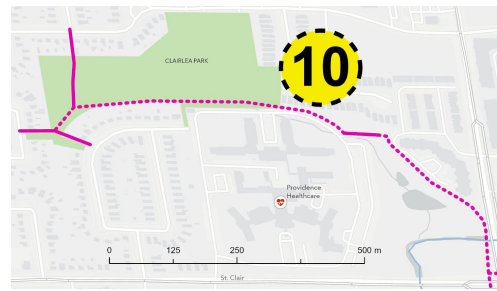 CLAIRLEA PARK
10
Providence
Healthcare
0 125 250 500 m
St. Clair